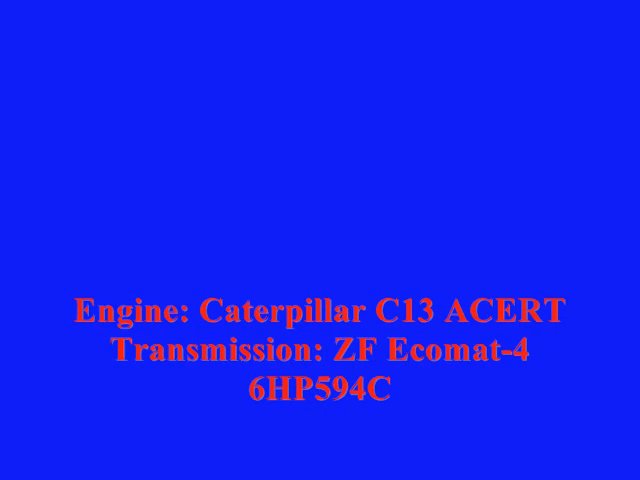 Engine: Caterpillar C13 ACERT
Transmission: ZF Ecomat-4
6HP594C